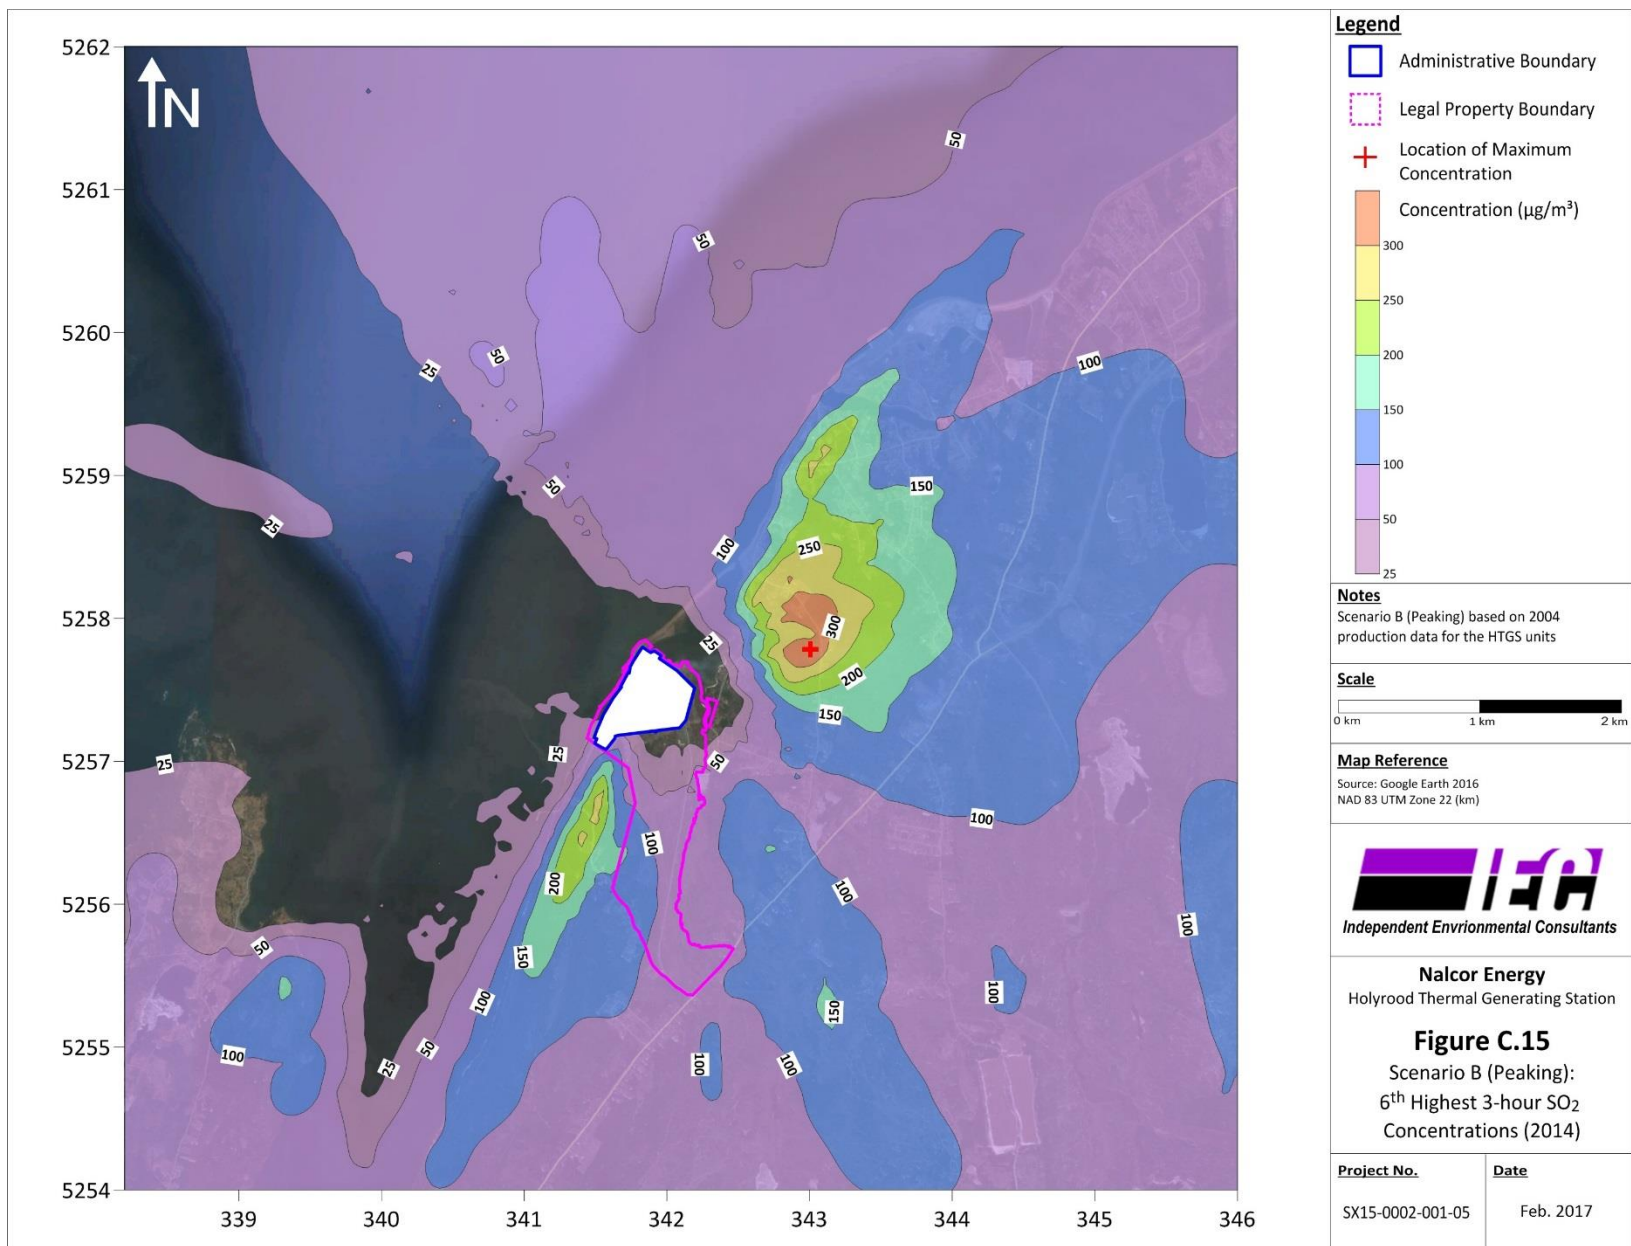 5262
5261
5260
5259
5258
5257
5256
5255
5254
339
340
341
342
343
344
345
346
N
50
50
50
25
50
25
100
100
150
250
300
200
150
25
25
50
25
25
100
100
200
150
100
100
100
100
150
100
100
100
50
100
50
25
Legend
Administrative Boundary
Legal Property Boundary
Location of Maximum
Concentration
Concentration (µg/m³)
300
250
200
150
100
50
25
Notes
Scenario B (Peaking) based on 2004
production data for the HTGS units
Scale
0 km 1 km 2 km
Map Reference
Source: Google Earth 2016
NAD 83 UTM Zone 22 (km)
IEC
Independent Envrionmental Consultants
Nalcor Energy
Holyrood Thermal Generating Station
Figure C.15
Scenario B (Peaking):
6th Highest 3-hour SO2
Concentrations (2014)
Project No.
SX15-0002-001-05
Date
Feb. 2017